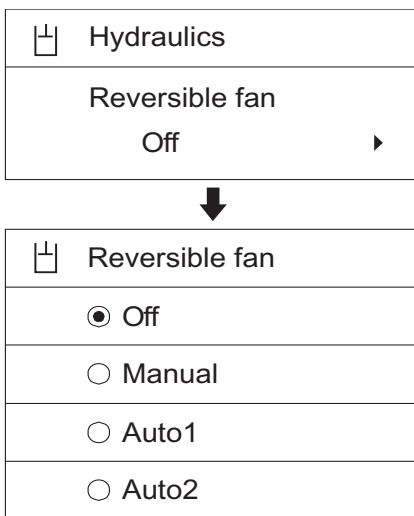 Hydraulics
Reversible fan
Off
Reversible fan
Off
Manual
Auto1
Auto2